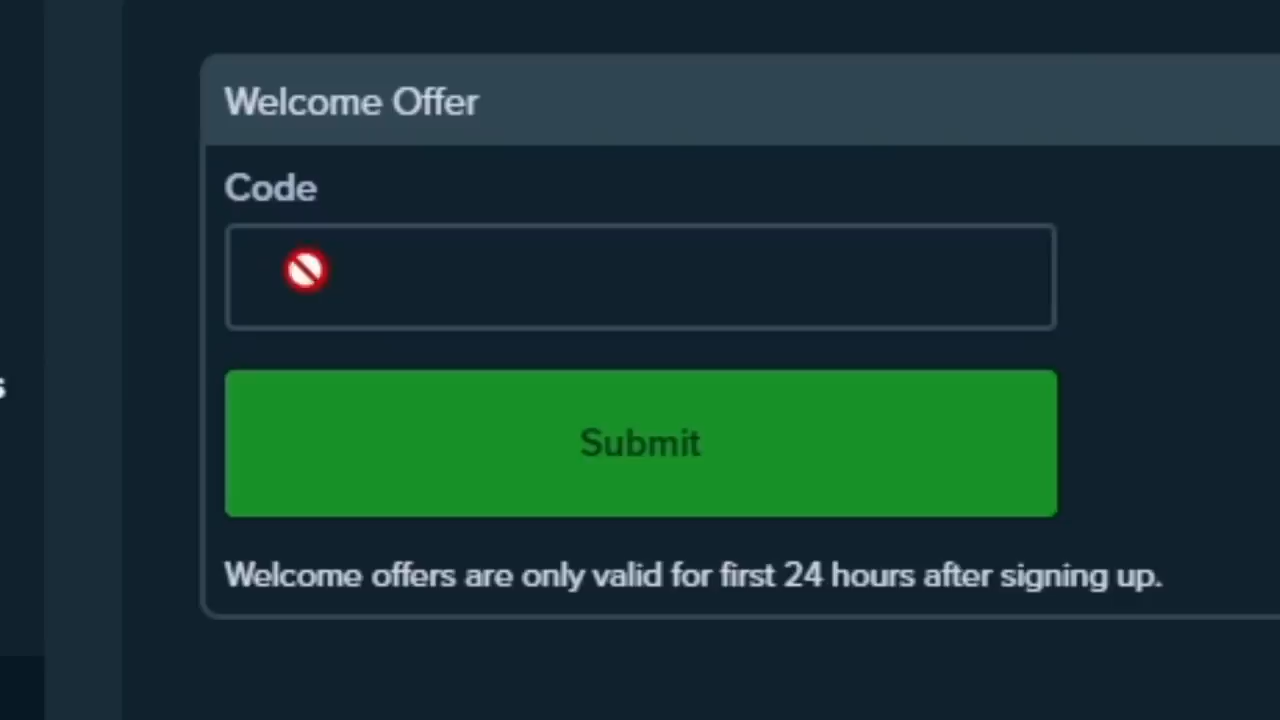 Welcome Offer
Code
Submit
Welcome offers are only valid for first 24 hours after signing up.